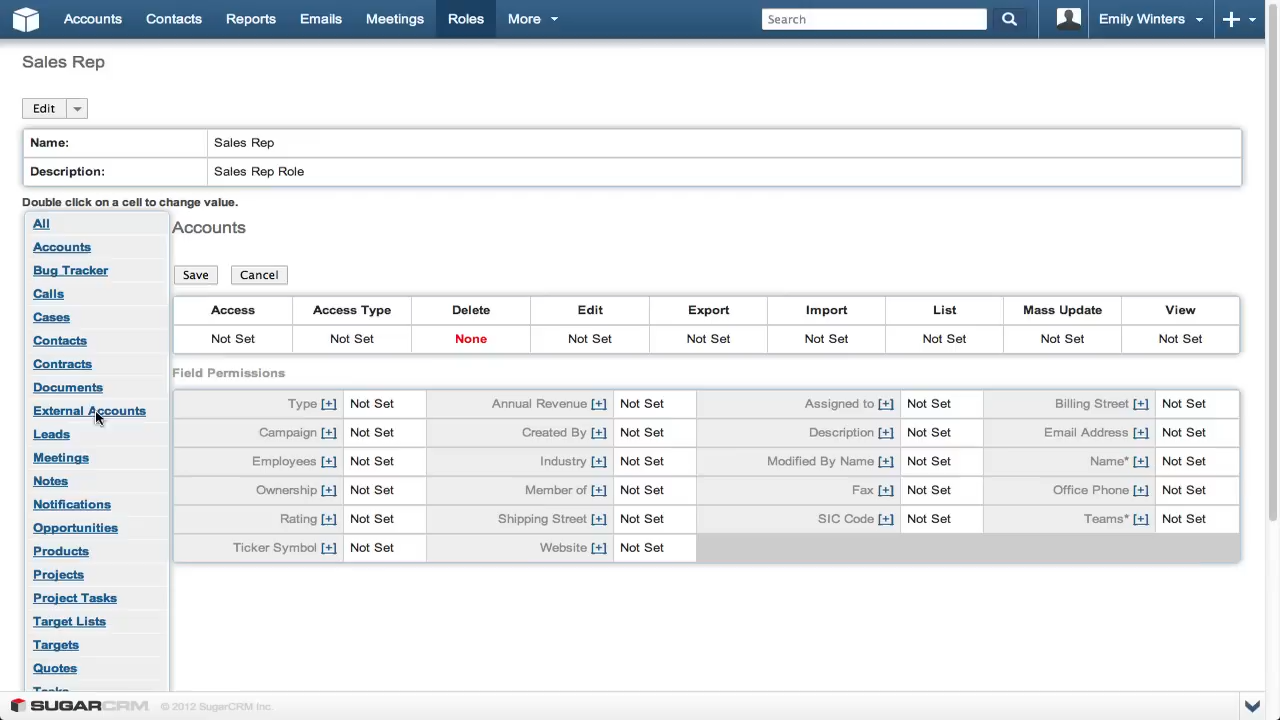 Accounts Contacts Reports Emails Meetings Roles More Search Emily Winters
Sales Rep
Edit
Name: Sales Rep
Description: Sales Rep Role
Double click on a cell to change value.
All
Accounts
Bug Tracker
Calls
Cases
Contacts
Contracts
Documents
External Accounts
Leads
Meetings
Notes
Notifications
Opportunities
Products
Projects
Project Tasks
Target Lists
Targets
Quotes
Tasks
Accounts
Save Cancel
Access Access Type Delete Edit Export Import List Mass Update View
Not Set Not Set None Not Set Not Set Not Set Not Set Not Set Not Set
Field Permissions
Type [+] Not Set Annual Revenue [+] Not Set Assigned to [+] Not Set Billing Street [+] Not Set
Campaign [+] Not Set Created By [+] Not Set Description [+] Not Set Email Address [+] Not Set
Employees [+] Not Set Industry [+] Not Set Modified By Name [+] Not Set Name* [+] Not Set
Ownership [+] Not Set Member of [+] Not Set Fax [+] Not Set Office Phone [+] Not Set
Rating [+] Not Set Shipping Street [+] Not Set SIC Code [+] Not Set Teams* [+] Not Set
Ticker Symbol [+] Not Set Website [+] Not Set
SUGARCRM © 2012 SugarCRM Inc.